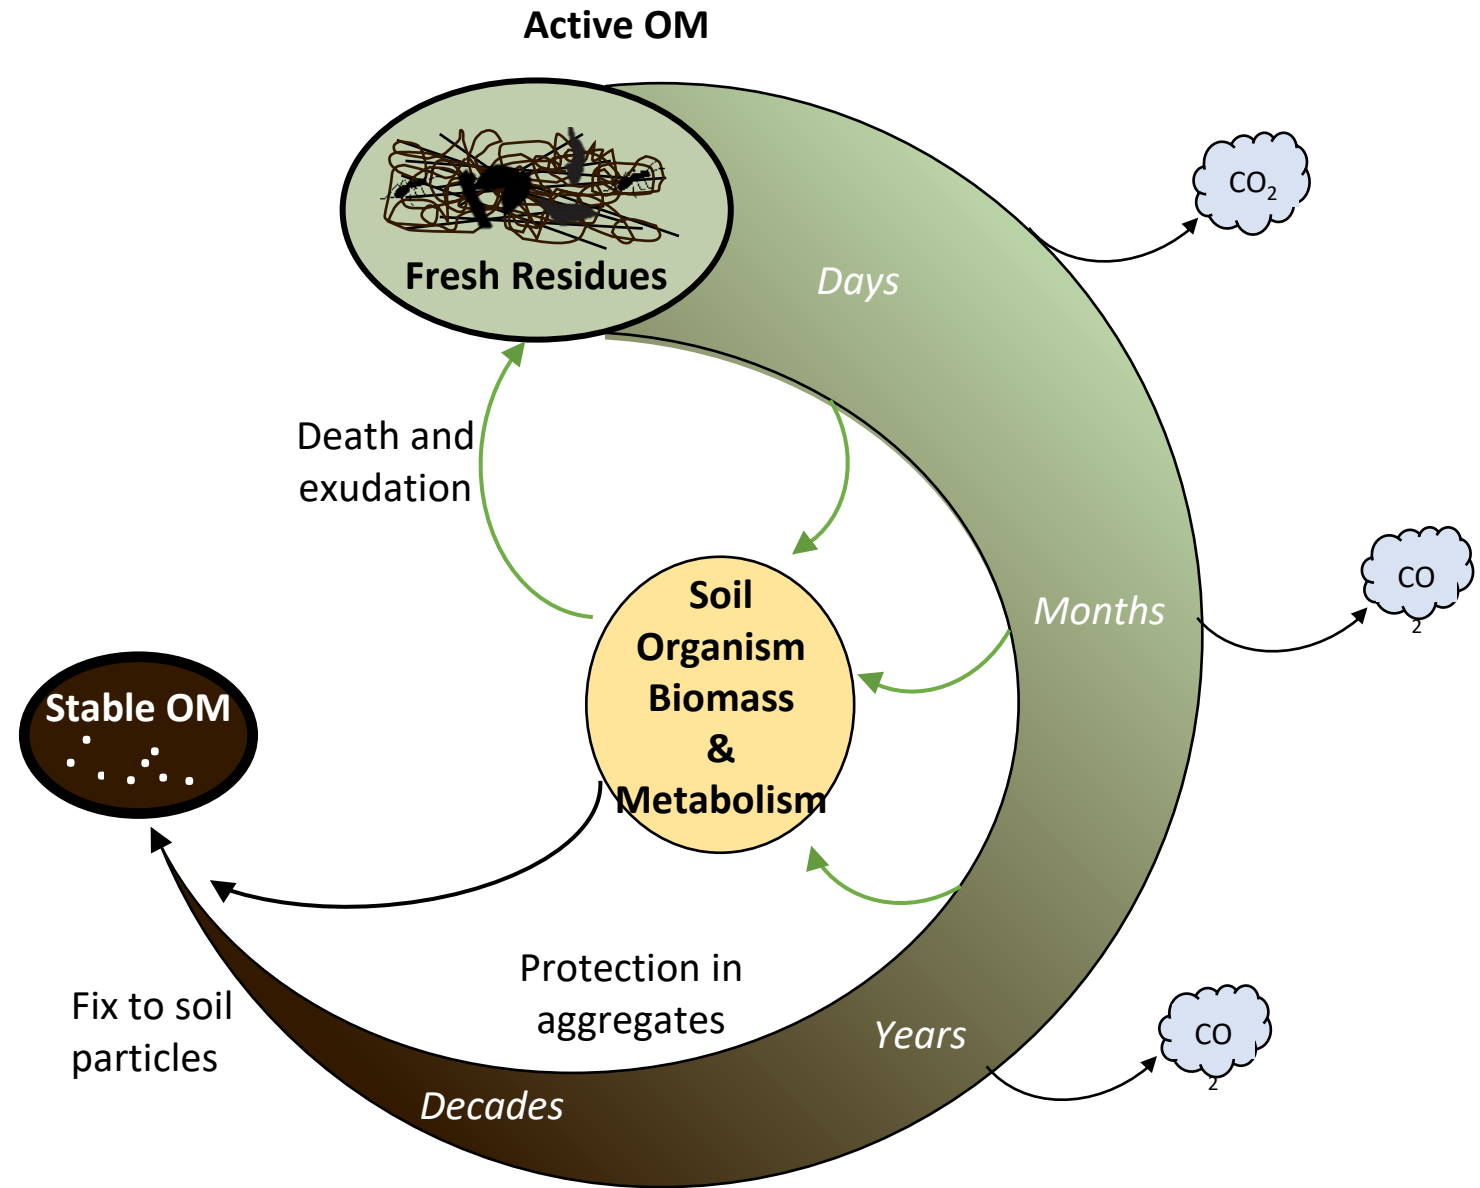 Active OM
Fresh Residues
CO2
Days
Death and
exudation
CO
2
Months
Soil
Organism
Biomass
&
Metabolism
Stable OM
Protection in
aggregates
Fix to soil
particles
Years
CO
2
Decades